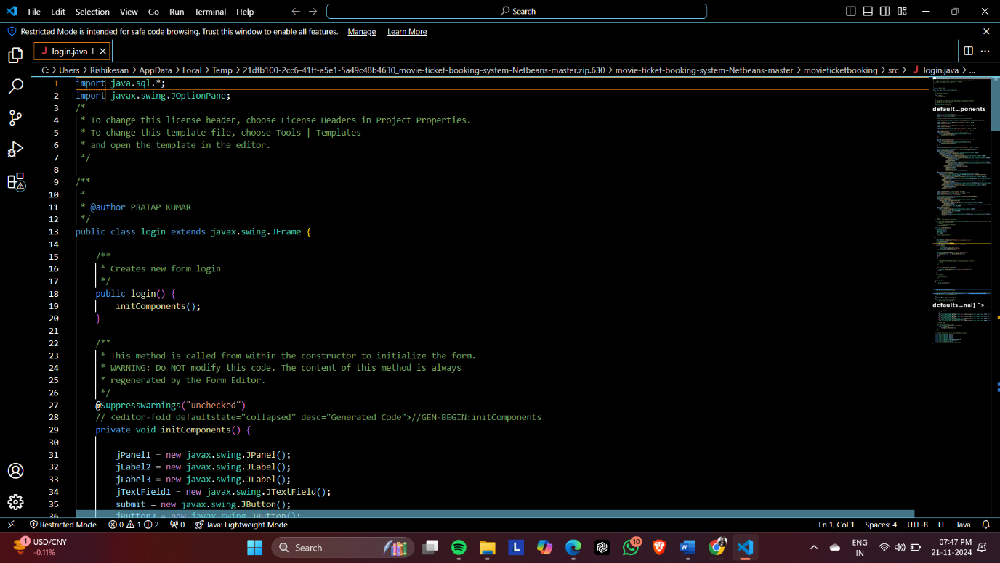 File Edit Selection View Go Run Terminal Help Search
Restricted Mode is intended for safe code browsing. Trust this window to enable all features. Manage Learn More
J login.java 1
C: > Users > Rishikesan > AppData > Local > Temp > 21dfb100-2cc6-41ff-a5e1-5a49c48b4630_movie-ticket-booking-system-Netbeans-master.zip.630 > movie-ticket-booking-system-Netbeans-master > movieticketbooking > src > J login.java > ...
1 import java.sql.*;
2 import javax.swing.JOptionPane;
3 /*
4 * To change this license header, choose License Headers in Project Properties.
5 * To change this template file, choose Tools | Templates
6 * and open the template in the editor.
7 */
8
9 /**
10 *
11 * @author PRATAP KUMAR
12 */
13 public class login extends javax.swing.JFrame {
14
15 /**
16 * Creates new form login
17 */
18 public login() {
19 initComponents();
20 }
21
22 /**
23 * This method is called from within the constructor to initialize the form.
24 * WARNING: Do NOT modify this code. The content of this method is always
25 * regenerated by the Form Editor.
26 */
27 @SuppressWarnings("unchecked")
28 // <editor-fold defaultstate="collapsed" desc="Generated Code">//GEN-BEGIN:initComponents
29 private void initComponents() {
30
31 jPanel1 = new javax.swing.JPanel();
32 jLabel2 = new javax.swing.JLabel();
33 jLabel3 = new javax.swing.JLabel();
34 jTextField1 = new javax.swing.JTextField();
35 submit = new javax.swing.JButton();
36 jButton2 = new javax.swing.JButton();
default...ponents
defaults...nal) ">
Restricted Mode 0 1 2 0 Java: Lightweight Mode Ln 1, Col 1 Spaces: 4 UTF-8 LF Java
1 USD/CNY
-0.11%
Search
L
10
W
ENG
IN
07:47 PM
21-11-2024